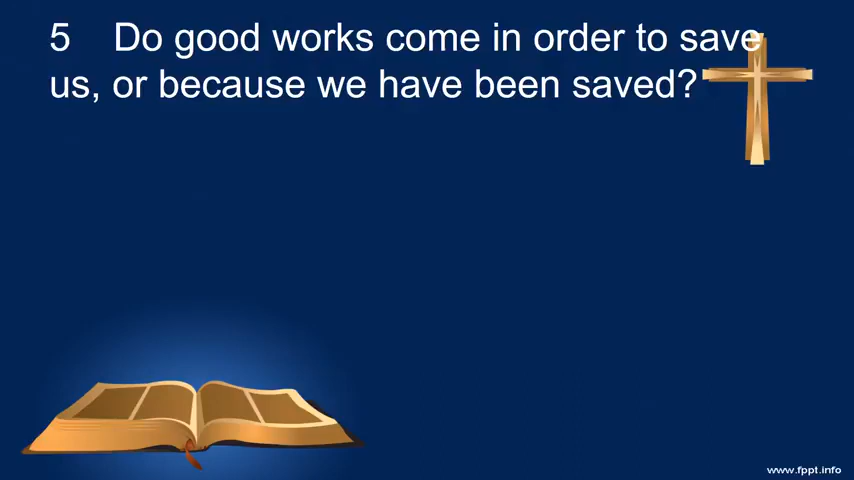 5 Do good works come in order to save
us, or because we have been saved?
www.fppt.info